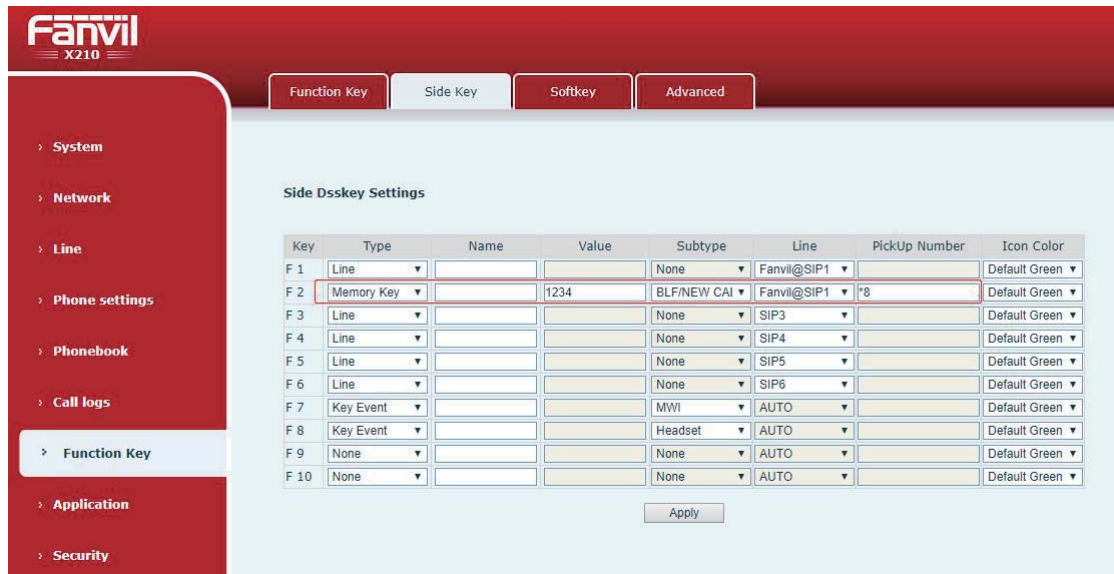 Fanvil
X210
Function Key Side Key Softkey Advanced
System
Network
Line
Phone settings
Phonebook
Call logs
Function Key
Application
Security
Side Dsskey Settings
Key Type Name Value Subtype Line PickUp Number Icon Color
F 1 Line None Fanvil@SIP1 Default Green
F 2 Memory Key 1234 BLF/NEW CAI Fanvil@SIP1 *8 Default Green
F 3 Line None SIP3 Default Green
F 4 Line None SIP4 Default Green
F 5 Line None SIP5 Default Green
F 6 Line None SIP6 Default Green
F 7 Key Event MWI AUTO Default Green
F 8 Key Event Headset AUTO Default Green
F 9 None None AUTO Default Green
F 10 None None AUTO Default Green
Apply